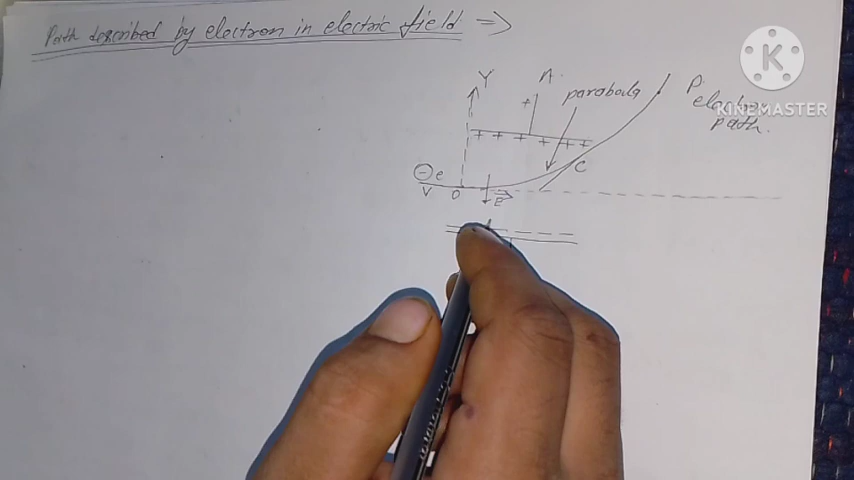 Path described by electron in electric field ⇒
KINEMASTER
Y
A.
parabola
P.
electron
path.
+
+ + + + + +
e
C
V
O
E